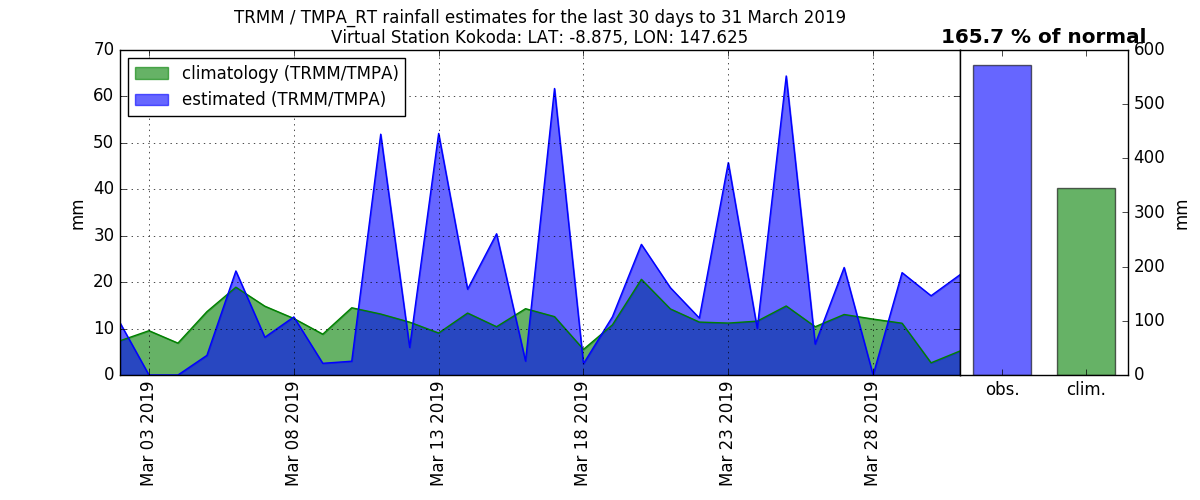 TRMM / TMPA_RT rainfall estimates for the last 30 days to 31 March 2019
Virtual Station Kokoda: LAT: -8.875, LON: 147.625
165.7 % of normal
climatology (TRMM/TMPA)
estimated (TRMM/TMPA)
mm
70
60
50
40
30
20
10
0
Mar 03 2019
Mar 08 2019
Mar 13 2019
Mar 18 2019
Mar 23 2019
Mar 28 2019
600
500
400
300
200
100
0
mm
obs.
clim.